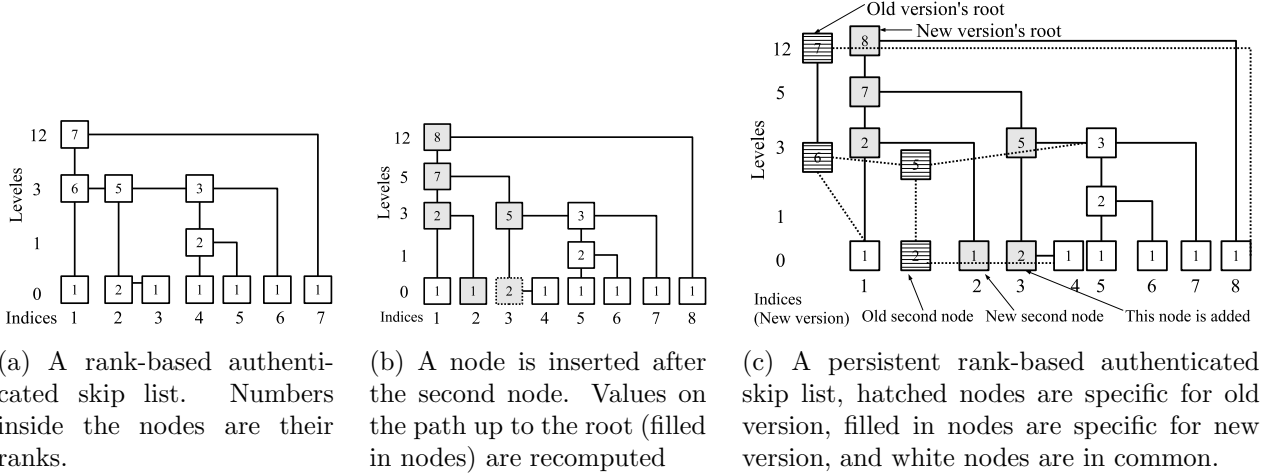 Old version's root
New version's root
12 7 8
5 7
Leveles
3 2 5 3
6 5
1 2
0 1 2 1 2 1 1 1 1 1
1 2 3 4 5 6 7 8
Indices
(New version)
Old second node New second node This node is added
12 7
Leveles
3 6 5 3
1 2
0 1 2 1 1 1 1 1
Indices 1 2 3 4 5 6 7
12 8
5 7
Leveles
3 2 5 3
1 2
0 1 1 2 1 1 1 1 1
Indices 1 2 3 4 5 6 7 8
(a) A rank-based authenti-
cated skip list. Numbers
inside the nodes are their
ranks.
(b) A node is inserted after
the second node. Values on
the path up to the root (filled
in nodes) are recomputed
(c) A persistent rank-based authenticated
skip list, hatched nodes are specific for old
version, filled in nodes are specific for new
version, and white nodes are in common.